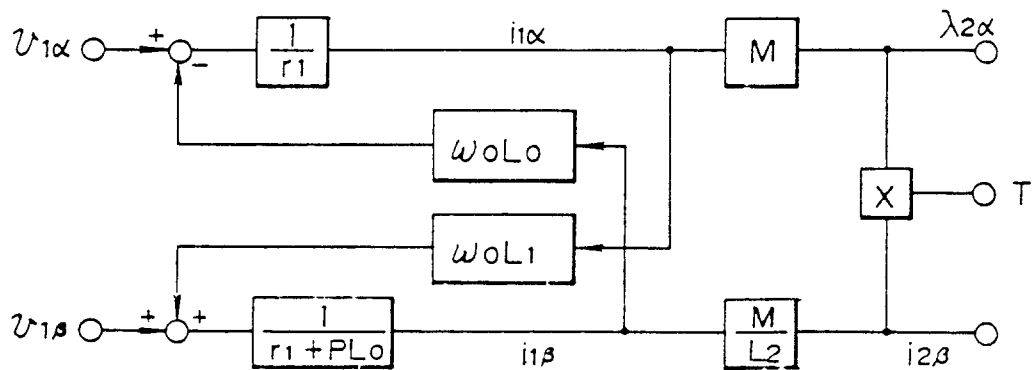 v1α + − 1/r1 i1α M λ2α
ω0L0
X T
ω0L1
v1β + + 1/(r1+PL0) i1β M/L2 i2β